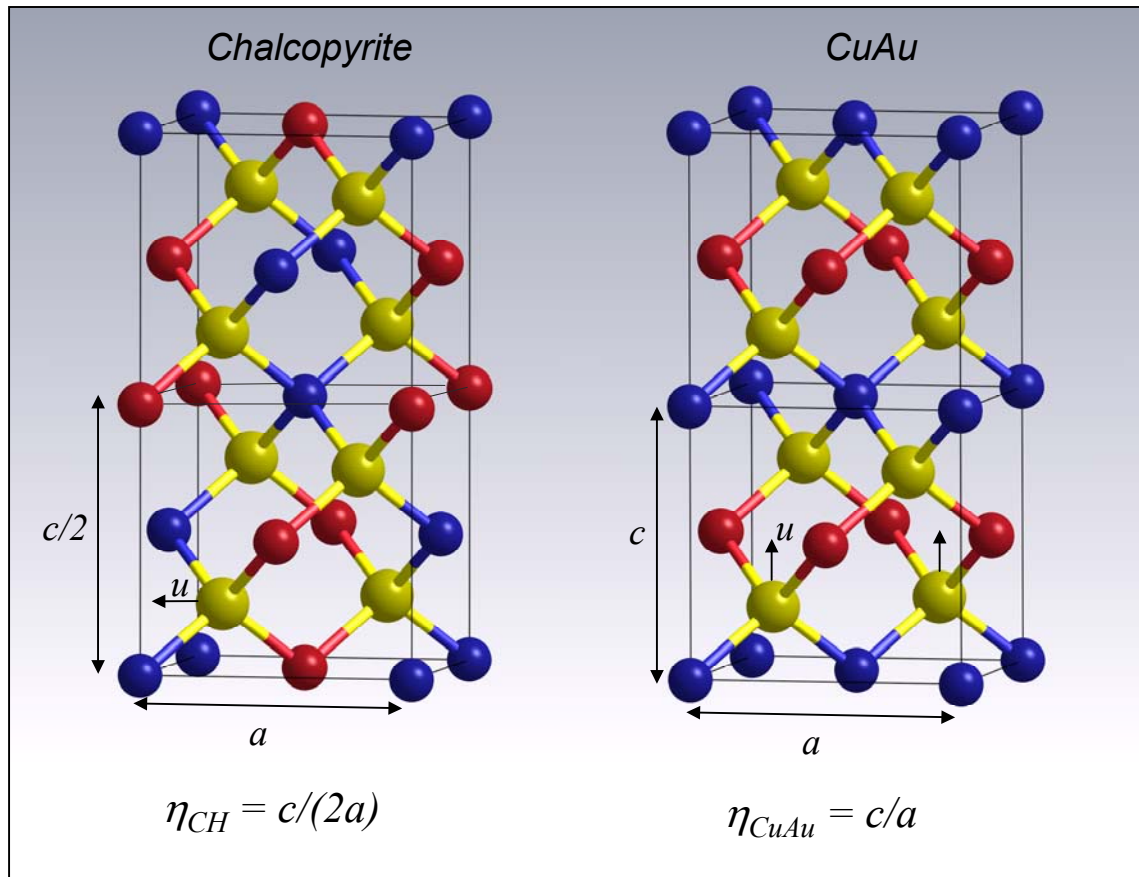 Chalcopyrite
CuAu
c/2
u
a
c
u
a
η_CH = c/(2a)
η_CuAu = c/a